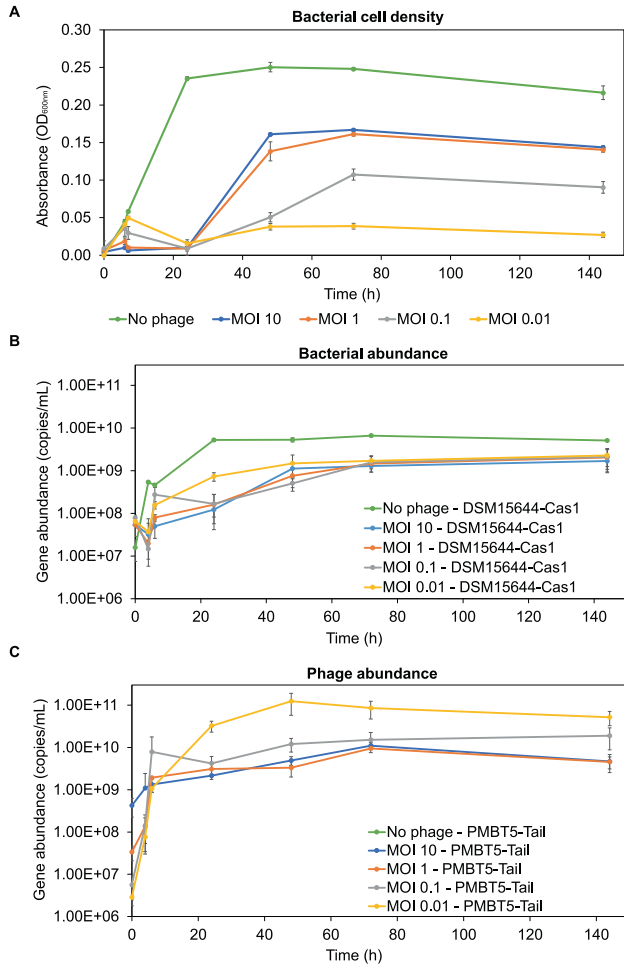 A
Bacterial cell density
Absorbance (OD600nm)
0.30
0.25
0.20
0.15
0.10
0.05
0.00
0 20 40 60 80 100 120 140
Time (h)
No phage MOI 10 MOI 1 MOI 0.1 MOI 0.01
B
Bacterial abundance
Gene abundance (copies/mL)
1.00E+11
1.00E+10
1.00E+09
1.00E+08
1.00E+07
1.00E+06
No phage - DSM15644-Cas1
MOI 10 - DSM15644-Cas1
MOI 1 - DSM15644-Cas1
MOI 0.1 - DSM15644-Cas1
MOI 0.01 - DSM15644-Cas1
0 20 40 60 80 100 120 140
Time (h)
C
Phage abundance
Gene abundance (copies/mL)
1.00E+11
1.00E+10
1.00E+09
1.00E+08
1.00E+07
1.00E+06
No phage - PMBT5-Tail
MOI 10 - PMBT5-Tail
MOI 1 - PMBT5-Tail
MOI 0.1 - PMBT5-Tail
MOI 0.01 - PMBT5-Tail
0 20 40 60 80 100 120 140
Time (h)